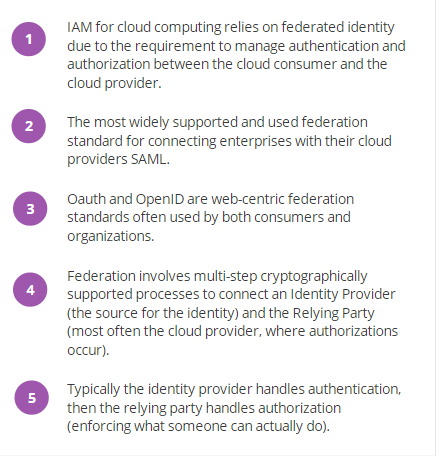 1
IAM for cloud computing relies on federated identity
due to the requirement to manage authentication and
authorization between the cloud consumer and the
cloud provider.
2
The most widely supported and used federation
standard for connecting enterprises with their cloud
providers SAML.
3
Oauth and OpenID are web-centric federation
standards often used by both consumers and
organizations.
4
Federation involves multi-step cryptographically
supported processes to connect an Identity Provider
(the source for the identity) and the Relying Party
(most often the cloud provider, where authorizations
occur).
5
Typically the identity provider handles authentication,
then the relying party handles authorization
(enforcing what someone can actually do).